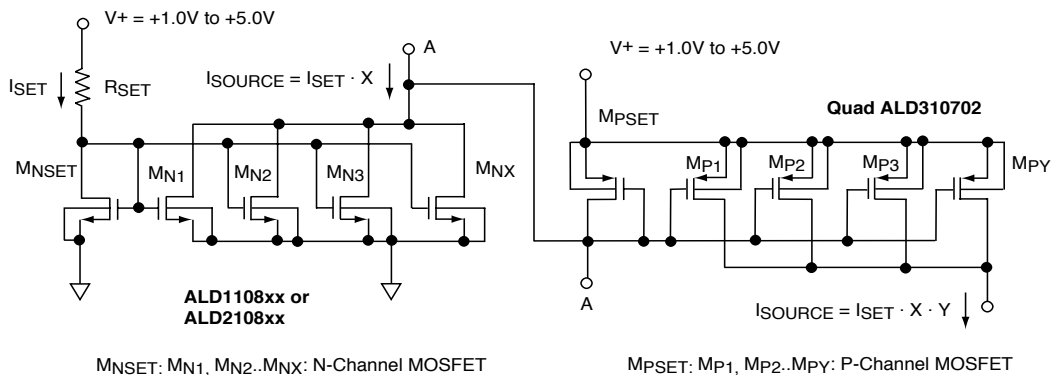 V+ = +1.0V to +5.0V
A
V+ = +1.0V to +5.0V
ISET
RSET
ISOURCE = ISET · X
MPSET
Quad ALD310702
MNSET
MN1
MN2
MN3
MNX
MP1
MP2
MP3
MPY
ALD1108xx or
ALD2108xx
A
ISOURCE = ISET · X · Y
MNSET: MN1, MN2..MNX: N-Channel MOSFET
MPSET: MP1, MP2..MPY: P-Channel MOSFET